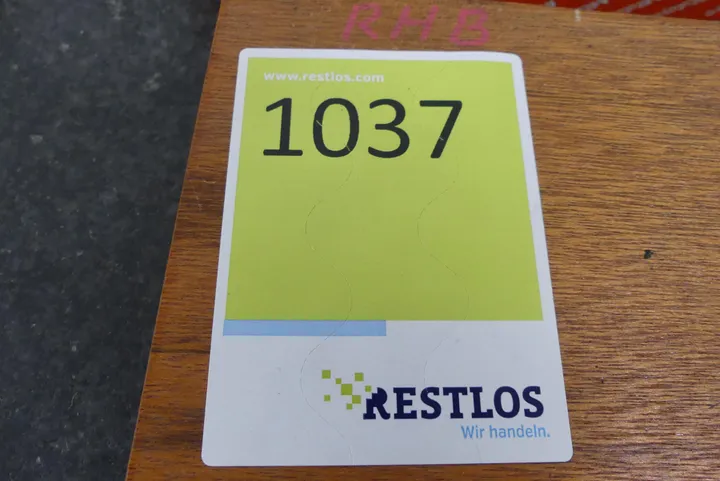 RHB
www.restlos.com
1037
RESTLOS
Wir handeln.